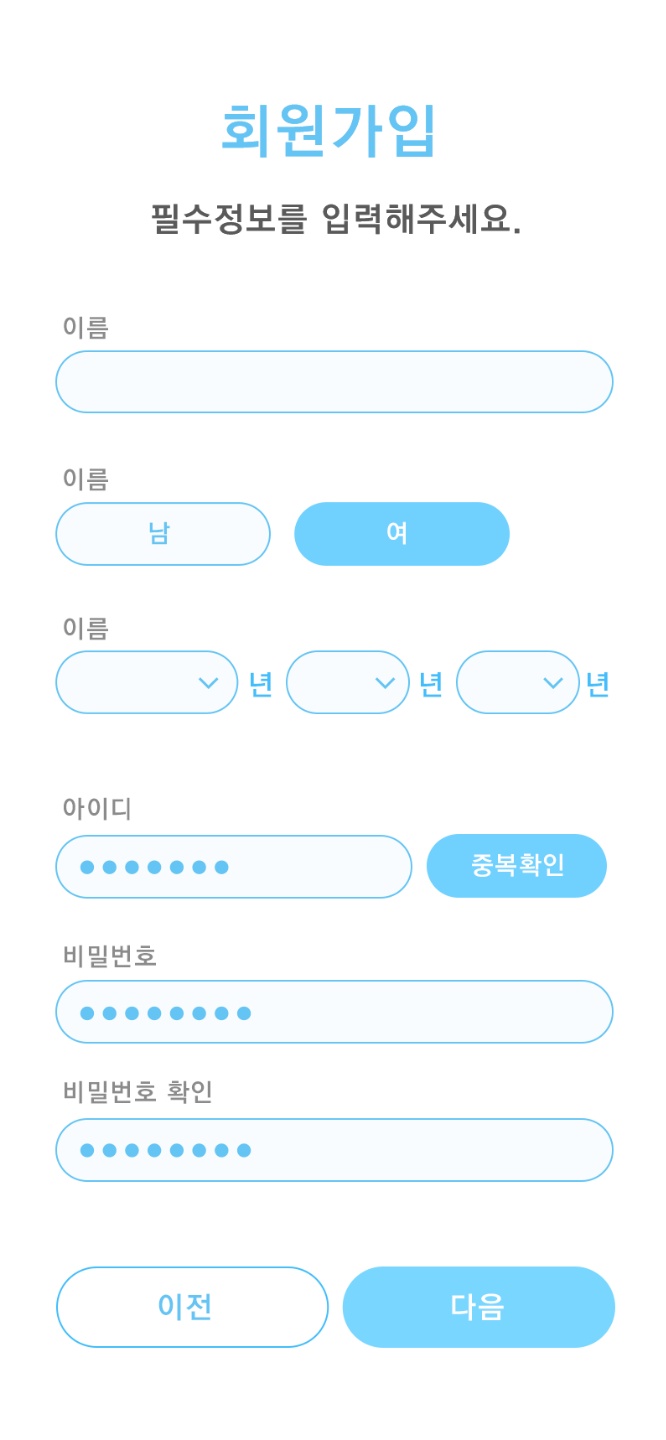 회원가입
필수정보를 입력해주세요.
이름
이름
남 여
이름
년 년 년
아이디
중복확인
비밀번호
비밀번호 확인
이전 다음